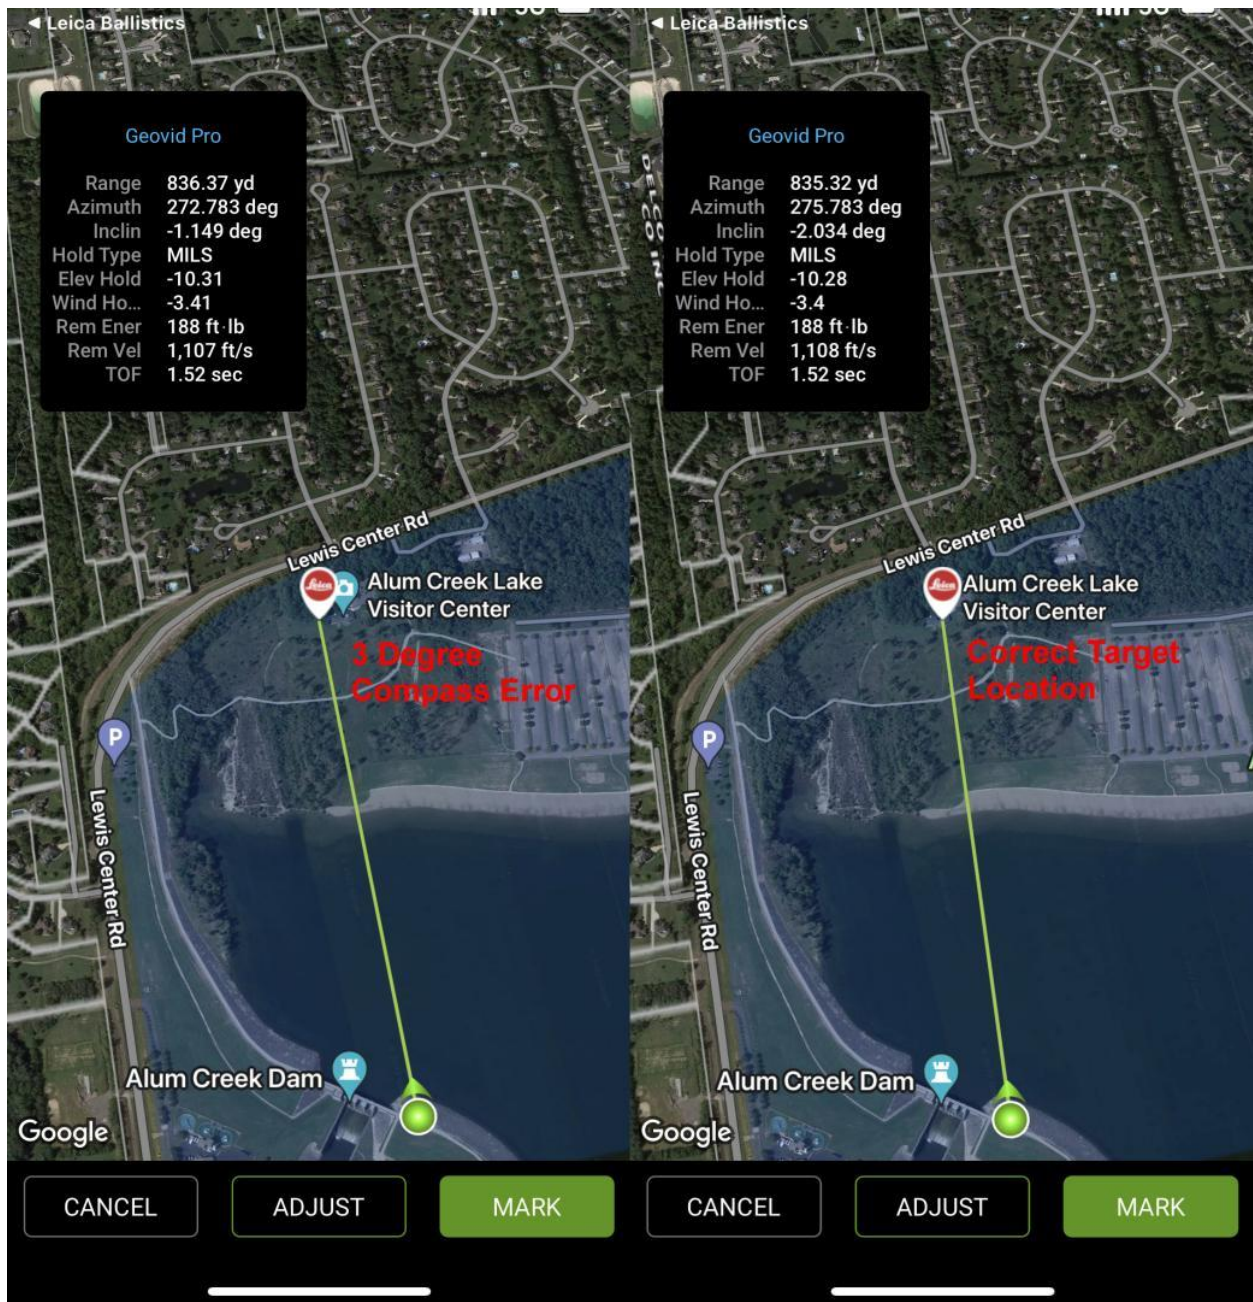 ◄ Leica Ballistics
Geovid Pro
Range 836.37 yd
Azimuth 272.783 deg
Inclin -1.149 deg
Hold Type MILS
Elev Hold -10.31
Wind Ho... -3.41
Rem Ener 188 ft·lb
Rem Vel 1,107 ft/s
TOF 1.52 sec
Lewis Center Rd
Leica
Alum Creek Lake
Visitor Center
3 Degree
Compass Error
P
Lewis Center Rd
Alum Creek Dam
Google
CANCEL
ADJUST
MARK
◄ Leica Ballistics
Geovid Pro
Range 835.32 yd
Azimuth 275.783 deg
Inclin -2.034 deg
Hold Type MILS
Elev Hold -10.28
Wind Ho... -3.4
Rem Ener 188 ft·lb
Rem Vel 1,108 ft/s
TOF 1.52 sec
Lewis Center Rd
Leica
Alum Creek Lake
Visitor Center
Correct Target
Location
P
Lewis Center Rd
Alum Creek Dam
Google
CANCEL
ADJUST
MARK